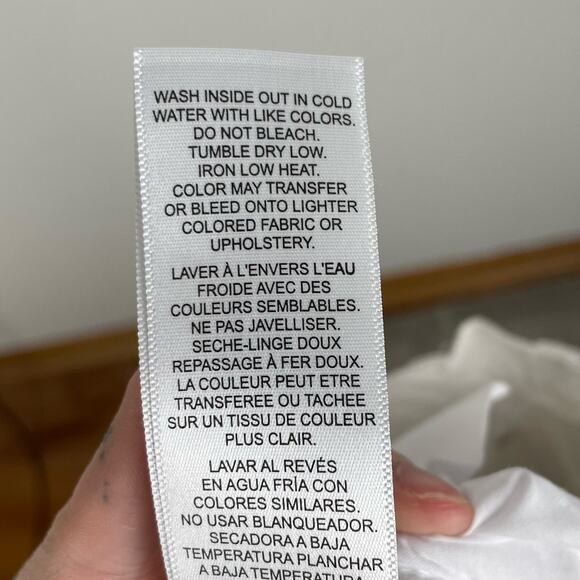 WASH INSIDE OUT IN COLD
WATER WITH LIKE COLORS.
DO NOT BLEACH.
TUMBLE DRY LOW.
IRON LOW HEAT.
COLOR MAY TRANSFER
OR BLEED ONTO LIGHTER
COLORED FABRIC OR
UPHOLSTERY.
LAVER À L'ENVERS L'EAU
FROIDE AVEC DES
COULEURS SEMBLABLES.
NE PAS JAVELLISER.
SECHE-LINGE DOUX
REPASSAGE À FER DOUX.
LA COULEUR PEUT ETRE
TRANSFEREE OU TACHEE
SUR UN TISSU DE COULEUR
PLUS CLAIR.
LAVAR AL REVÉS
EN AGUA FRÍA CON
COLORES SIMILARES.
NO USAR BLANQUEADOR.
SECADORA A BAJA
TEMPERATURA PLANCHAR
A BAJA TEMPERATURA